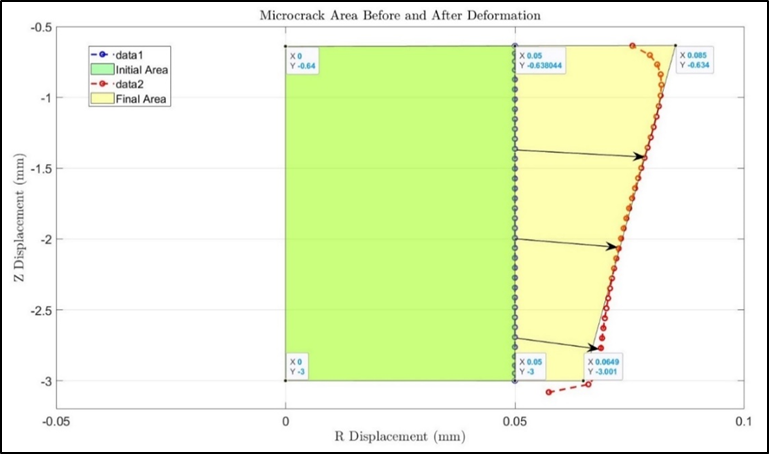 Microcrack Area Before and After Deformation
-0.5
-1
-1.5
-2
-2.5
-3
Z Displacement (mm)
data1
Initial Area
data2
Final Area
X 0
Y -0.64
X 0.05
Y -0.638044
X 0.085
Y -0.634
X 0
Y -3
X 0.05
Y -3
X 0.0649
Y -3.001
-0.05
0
0.05
0.1
R Displacement (mm)